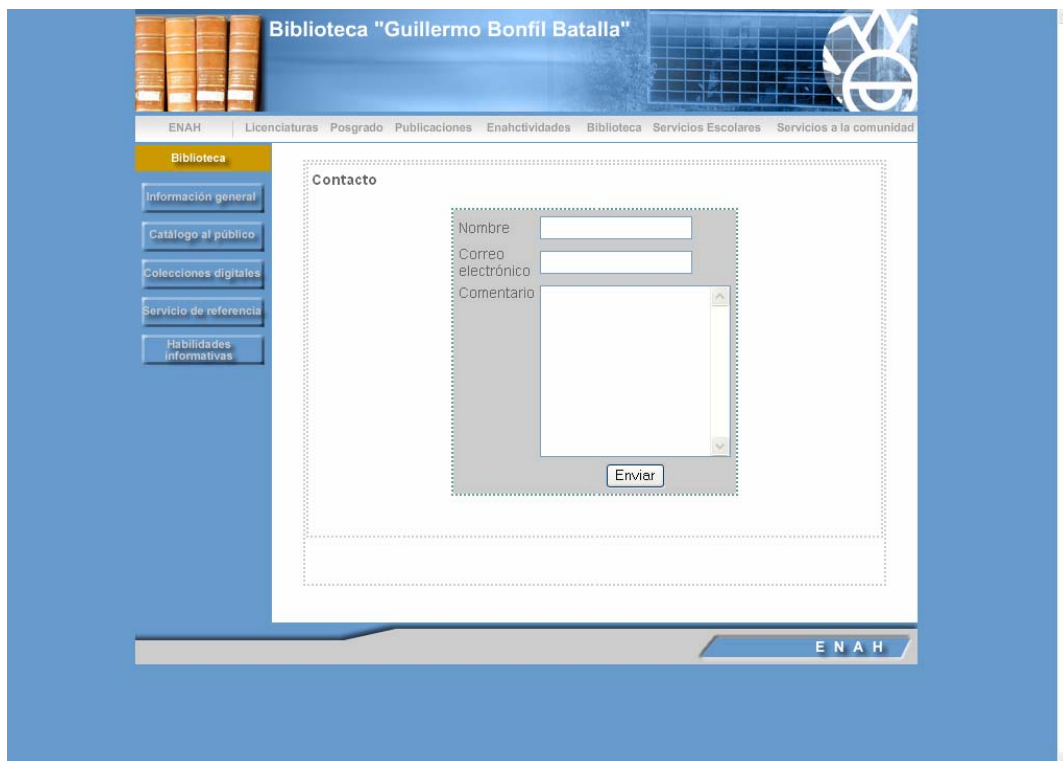 Biblioteca "Guillermo Bonfil Batalla"
ENAH Licenciaturas Posgrado Publicaciones Enahctividades Biblioteca Servicios Escolares Servicios a la comunidad
Biblioteca
Información general
Catálogo al público
Colecciones digitales
Servicio de referencia
Habilidades
informativas
Contacto
Nombre
Correo
electrónico
Comentario
Enviar
ENAH